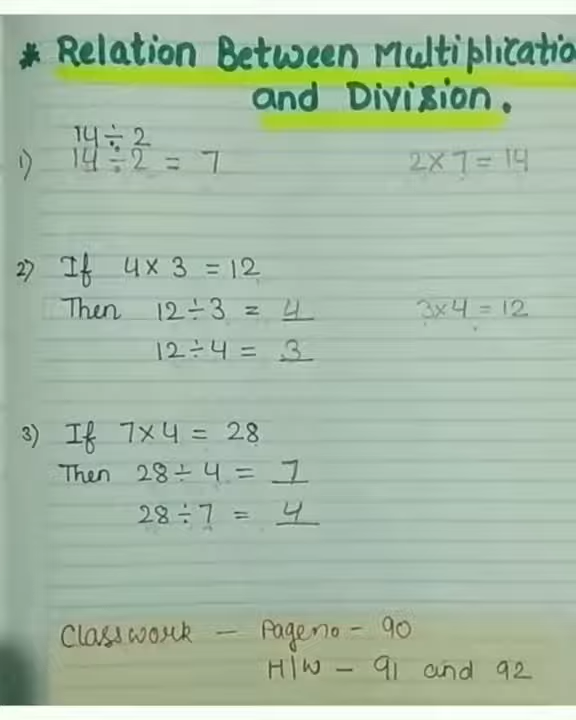 * Relation Between Multiplicatio
and Division.
14÷2
1) 14÷2 = 7 2×7=14
2) If 4×3 =12
Then 12÷3 = 4 3×4=12
12÷4 = 3
3) If 7×4 = 28
Then 28÷4 = 7
28÷7 = 4
Classwork - Pageno - 90
H/W - 91 and 92